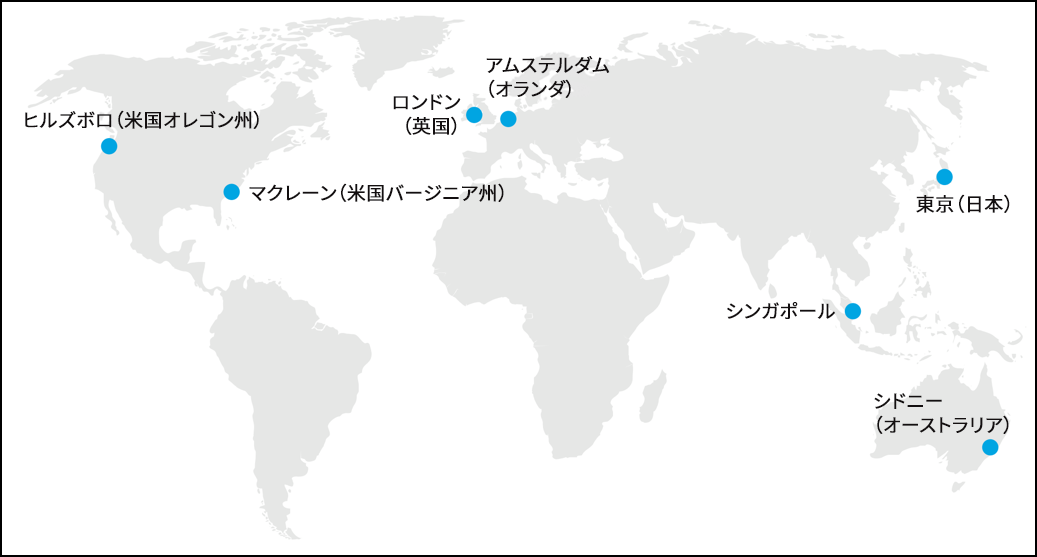 アムステルダム
（オランダ）
ロンドン
（英国）
ヒルズボロ（米国オレゴン州）
マクレーン（米国バージニア州）
東京（日本）
シンガポール
シドニー
（オーストラリア）